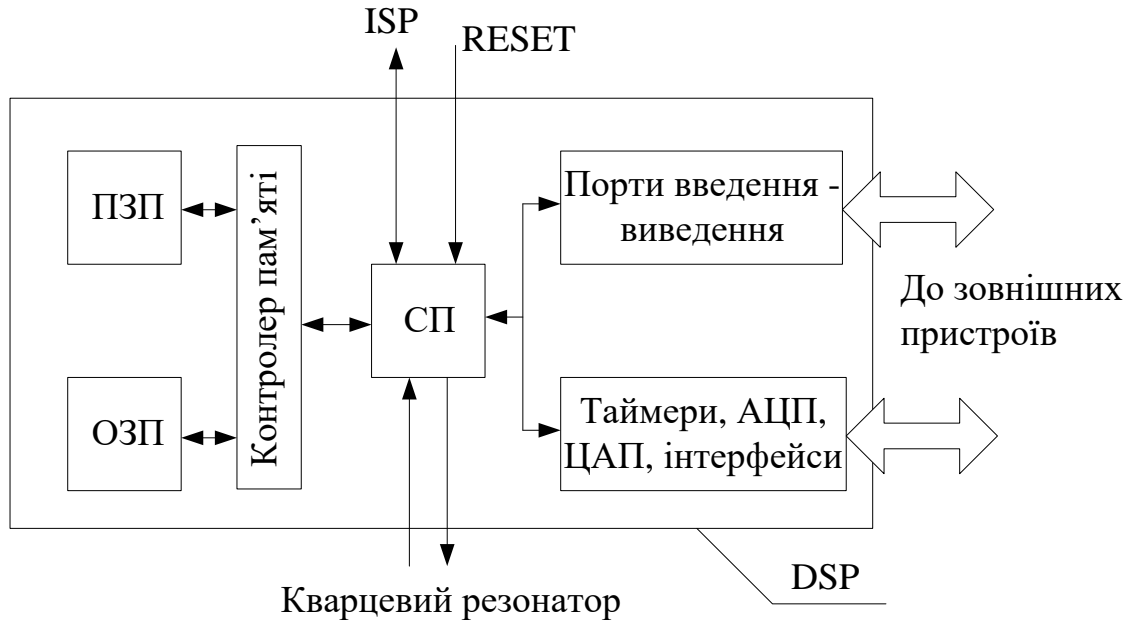 ISP
RESET
ПЗП
ОЗП
Контролер пам’яті
СП
Порти введення -
виведення
Таймери, АЦП,
ЦАП, інтерфейси
До зовнішних
пристроїв
Кварцевий резонатор
DSP